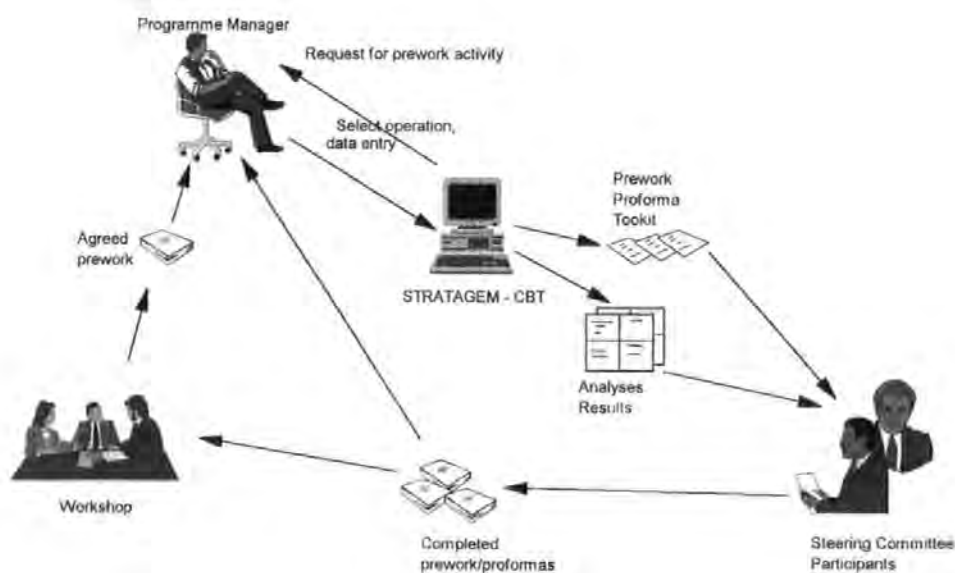 Programme Manager
Request for prework activity
Select operation,
data entry
Prework
Proforma
Tookit
Agreed
prework
STRATAGEM - CBT
Analyses
Results
Workshop
Completed
prework/proformas
Steering Committee
Participants